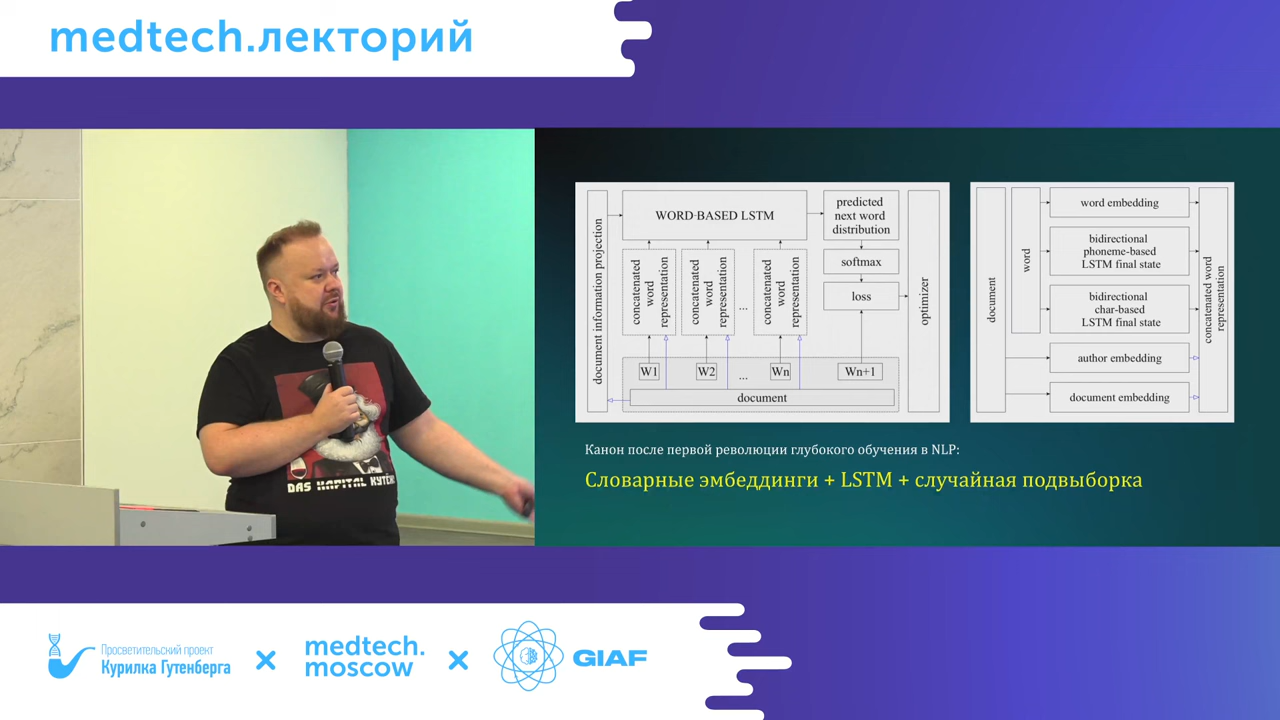 medtech.лекторий
DAS KAPITAL
document information projection
WORD-BASED LSTM
predicted
next word
distribution
softmax
loss
optimizer
concatenated
word
representation
concatenated
word
representation
...
concatenated
word
representation
W1
W2
...
Wn
Wn+1
document
document
word
word embedding
bidirectional
phoneme-based
LSTM final state
bidirectional
char-based
LSTM final state
author embedding
document embedding
concatenated word
representation
Канон после первой революции глубокого обучения в NLP:
Словарные эмбеддинги + LSTM + случайная подвыборка
Просветительский проект
Курилка Гутенберга
medtech.
moscow
GIAF